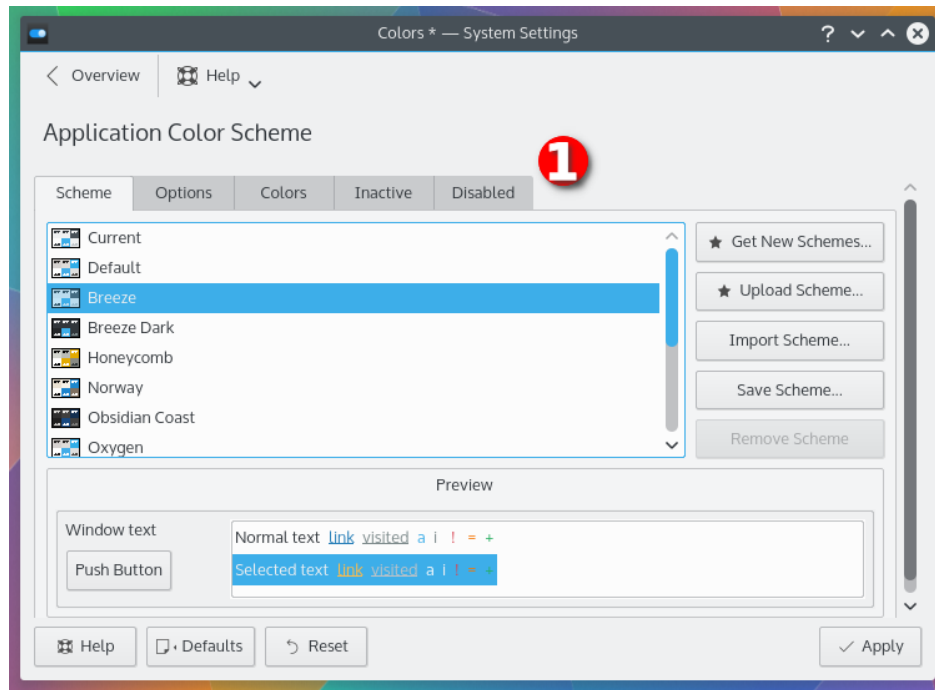 Colors * — System Settings
Overview
Help
Application Color Scheme
1
Scheme Options Colors Inactive Disabled
Current
Default
Breeze
Breeze Dark
Honeycomb
Norway
Obsidian Coast
Oxygen
Get New Schemes...
Upload Scheme...
Import Scheme...
Save Scheme...
Remove Scheme
Preview
Window text
Push Button
Normal text link visited a i ! = +
Selected text link visited a i ! = +
Help Defaults Reset Apply